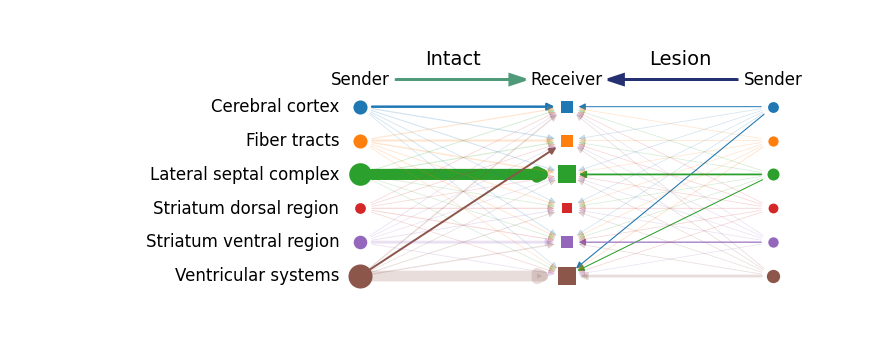 Intact Lesion
Sender Receiver Sender
Cerebral cortex
Fiber tracts
Lateral septal complex
Striatum dorsal region
Striatum ventral region
Ventricular systems